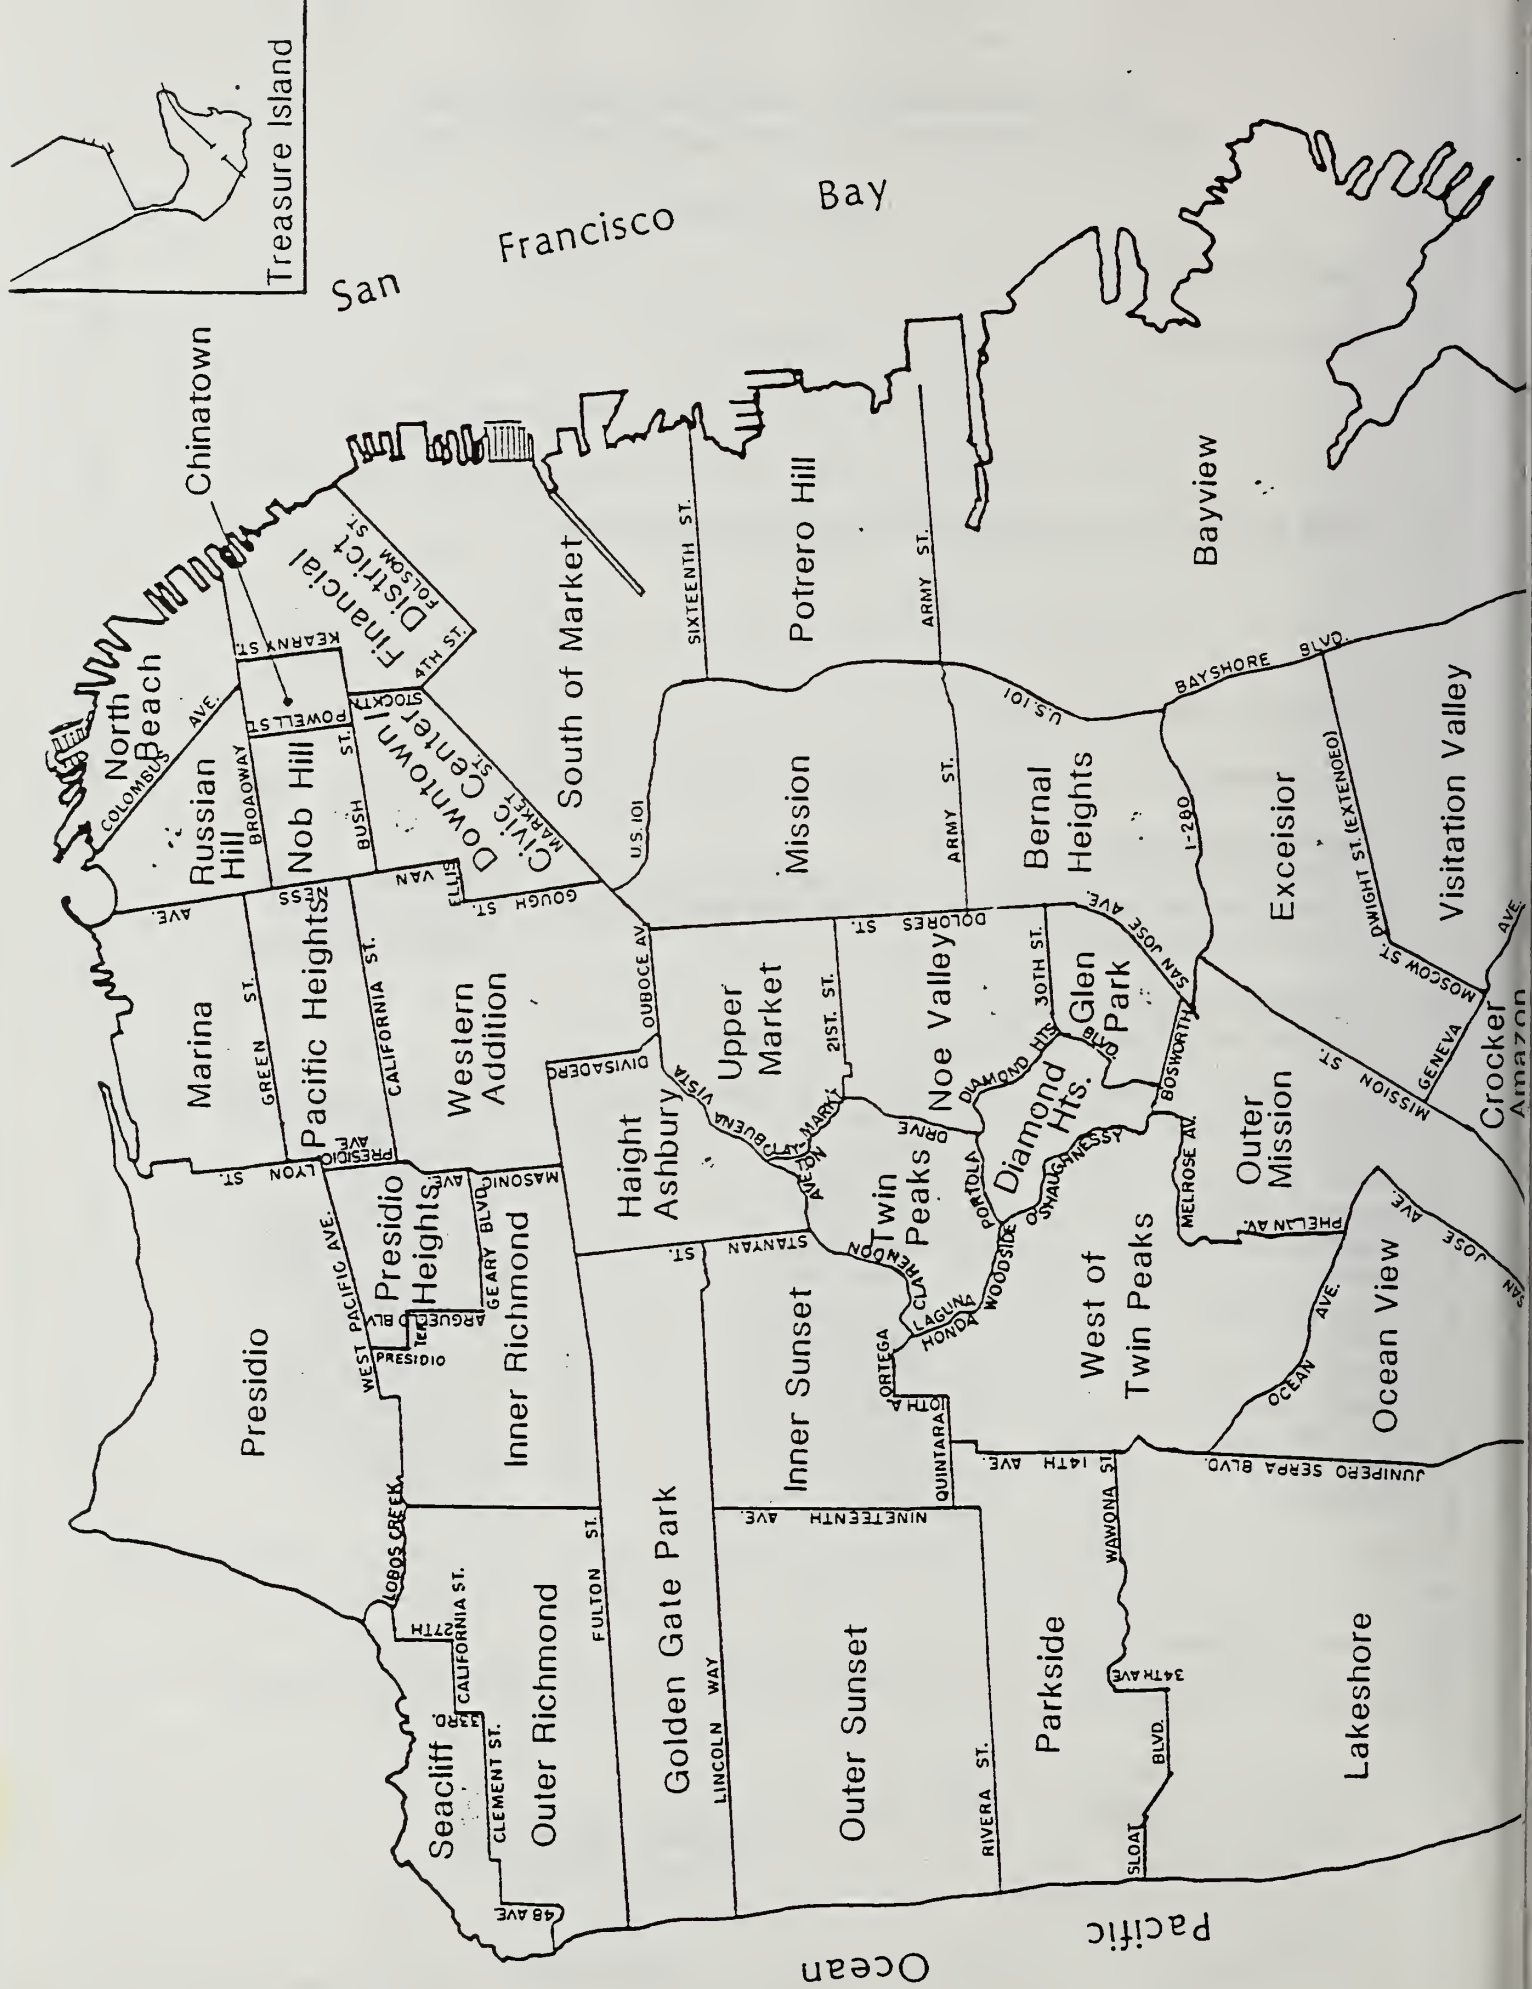 Treasure Island
San
Francisco
Bay
Chinatown
North
Beach
COLUMBUS
AVE.
Russian
Hill
BROADWAY
KEARNY ST.
POWELL ST.
Nob Hill
BUSH
ST.
Financial
District
FOLSOM
ST.
4TH ST.
STOCKTN
Downtown/
Civic Center
MARKET
ST.
VAN
NESS
AVE.
ELLIS
GOUGH ST.
South of Market
SIXTEENTH ST.
Potrero Hill
ARMY ST.
Bayview
U.S. 101
Mission
ARMY ST.
U.S. 101
Bernal
Heights
BAYSHORE BLVD.
I-280
Excelsior
DWIGHT ST. (EXTENDED)
Visitation Valley
MOSCOW ST.
GENEVA
AVE.
Crocker
Amazon
MISSION
ST.
Marina
GREEN
ST.
Pacific Heights
CALIFORNIA ST.
Western
Addition
LYON
ST.
PRESIDIO
AVE
MASONIC
AVE.
DIVISADERO
DUBOCE AV.
Upper
Market
21ST. ST.
DOLORES
ST.
Noe Valley
30TH ST.
SAN JOSE AVE.
Glen
Park
DIAMOND HTS.
BLVD.
Diamond
Hts.
BOSWORTH
O'SHAUGHNESSY
Haight
Ashbury
BUENA VISTA
MARKT
STANYAN
ST.
Twin
Peaks
CLARENDON
AVE.
PORTOLA
DRIVE
WOODSIDE
LAGUNA
HONDA
MELROSE AV.
Outer
Mission
PHELAN AV.
SAN JOSE AVE.
Presidio
WEST PACIFIC AVE.
Presidio
Heights
GEARY BLVD.
ARGUELLO BLV.
PRESIDIO
TER.
Inner Richmond
Inner Sunset
ORTEGA
10TH A.
QUINTARA
West of
Twin Peaks
OCEAN
AVE.
Ocean View
14TH AVE.
JUNIPERO SERRA BLVD.
LOBOS CREEK
27TH
CALIFORNIA ST.
33RD.
Seacliff
CLEMENT ST.
48 AVE.
Outer Richmond
FULTON ST.
Golden Gate Park
LINCOLN WAY
NINETEENTH
AVE.
Outer Sunset
RIVERA ST.
Parkside
WAWONA ST.
34TH AVE
SLOAT
BLVD.
Lakeshore
Pacific
Ocean